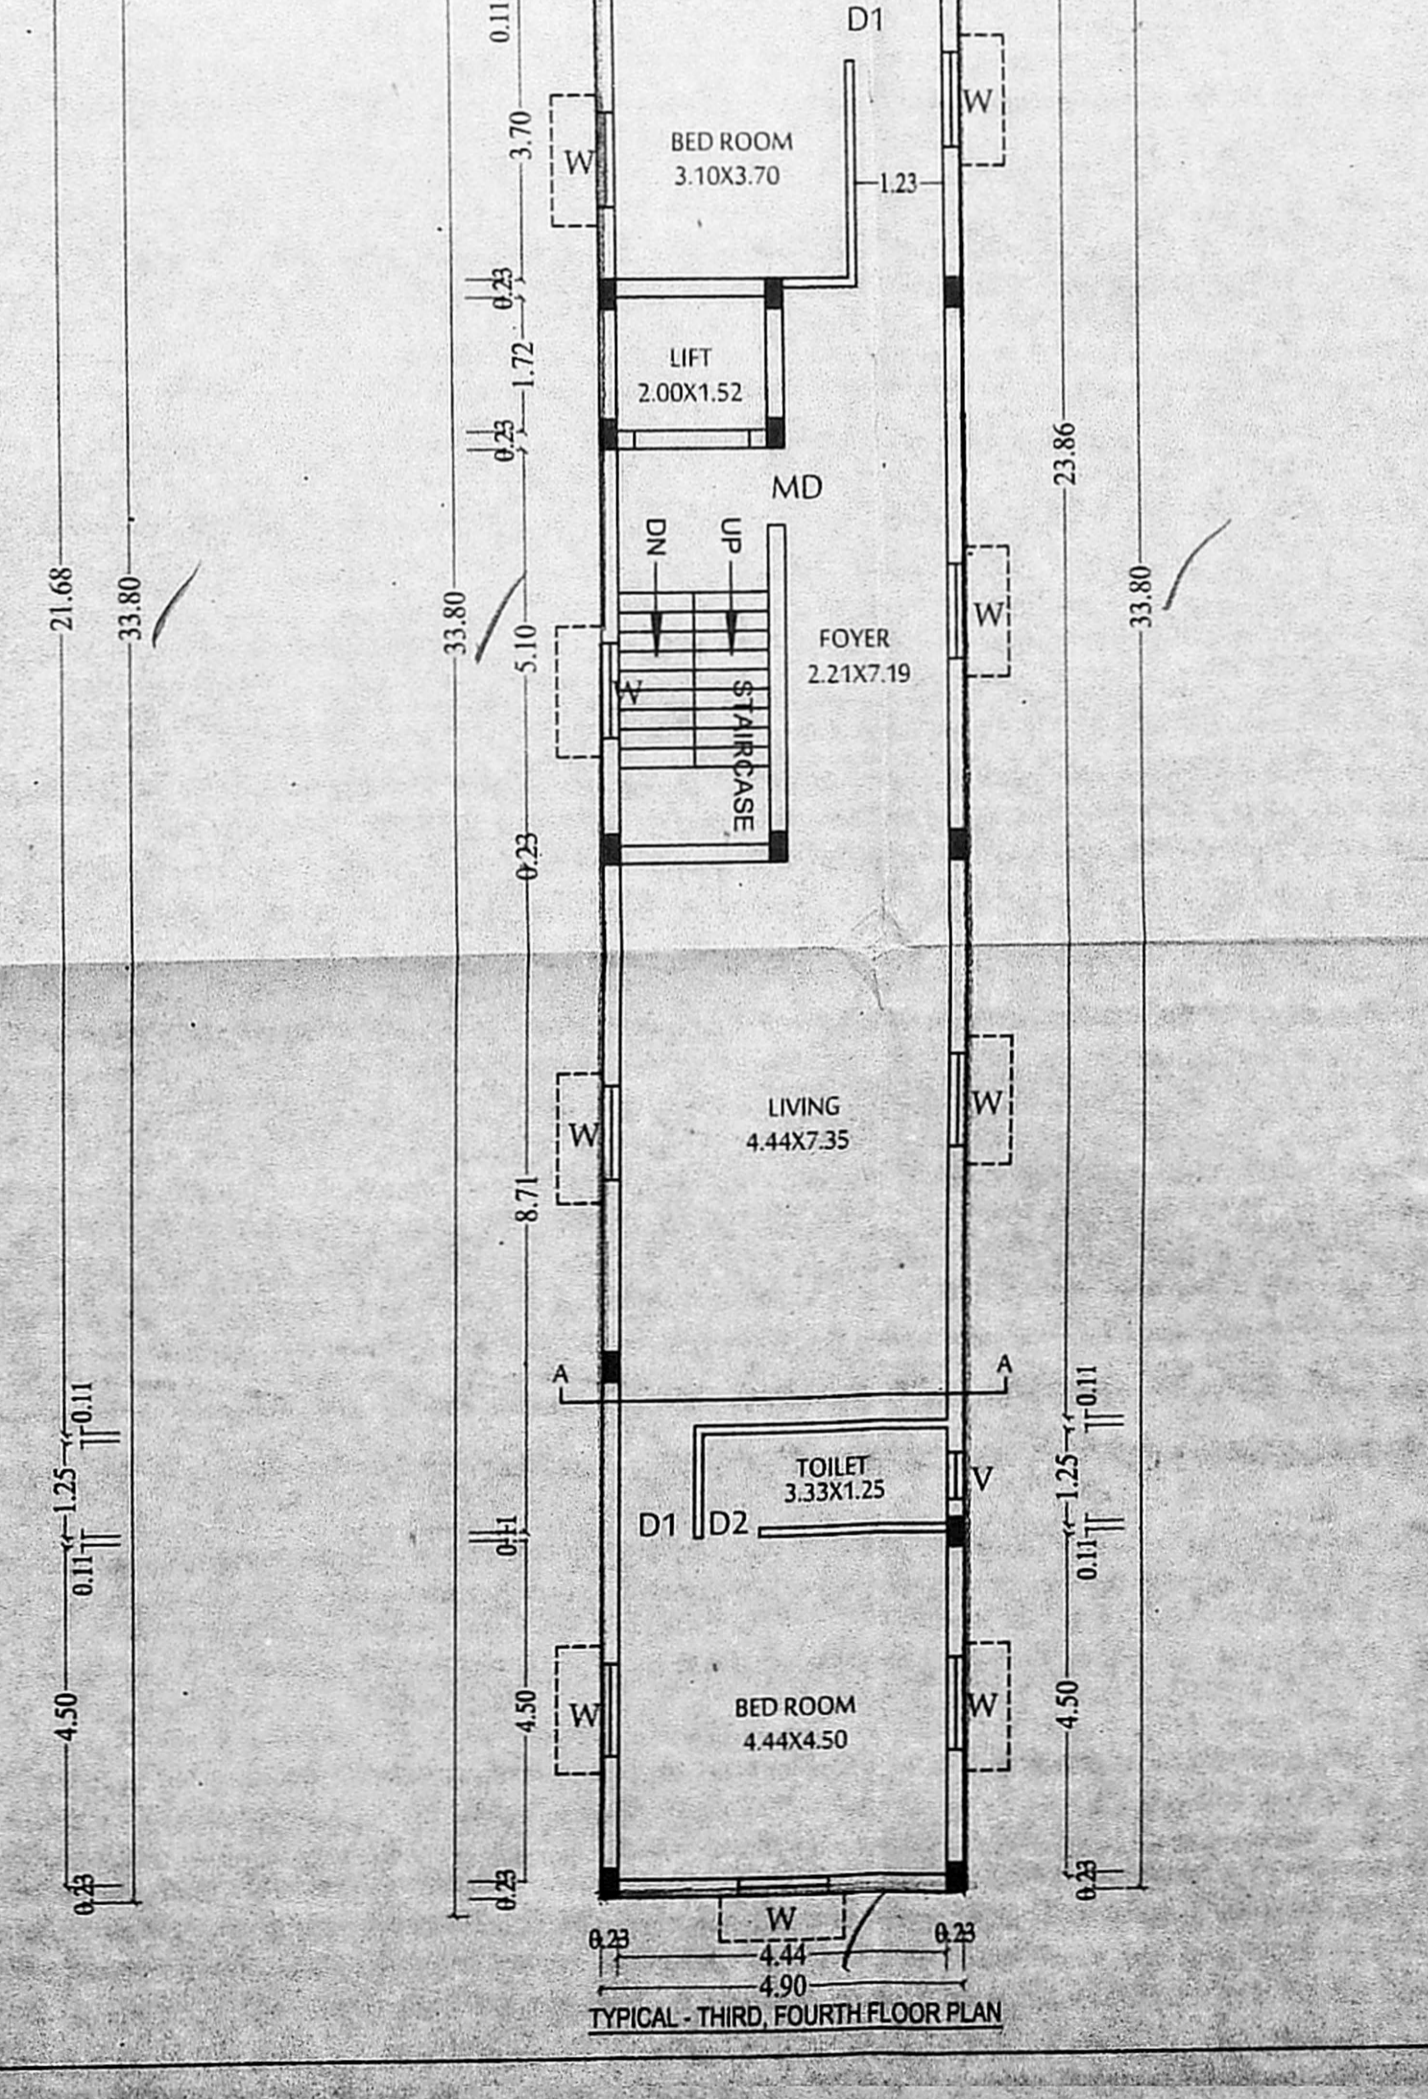 D1
0.11
W
3.70
BED ROOM
3.10X3.70
W
1.23
0.23
1.72
LIFT
2.00X1.52
0.23
23.86
MD
DN
UP
21.68
33.80
33.80
5.10
W
STAIRCASE
FOYER
2.21X7.19
W
33.80
0.23
LIVING
4.44X7.35
W
W
8.71
A
A
0.11
0.11
TOILET
3.33X1.25
V
1.25
1.25
D1
D2
0.11
0.11
0.11
4.50
4.50
W
BED ROOM
4.44X4.50
W
4.50
0.23
0.23
0.23
W
0.23
0.23
4.44
4.90
TYPICAL - THIRD, FOURTH FLOOR PLAN